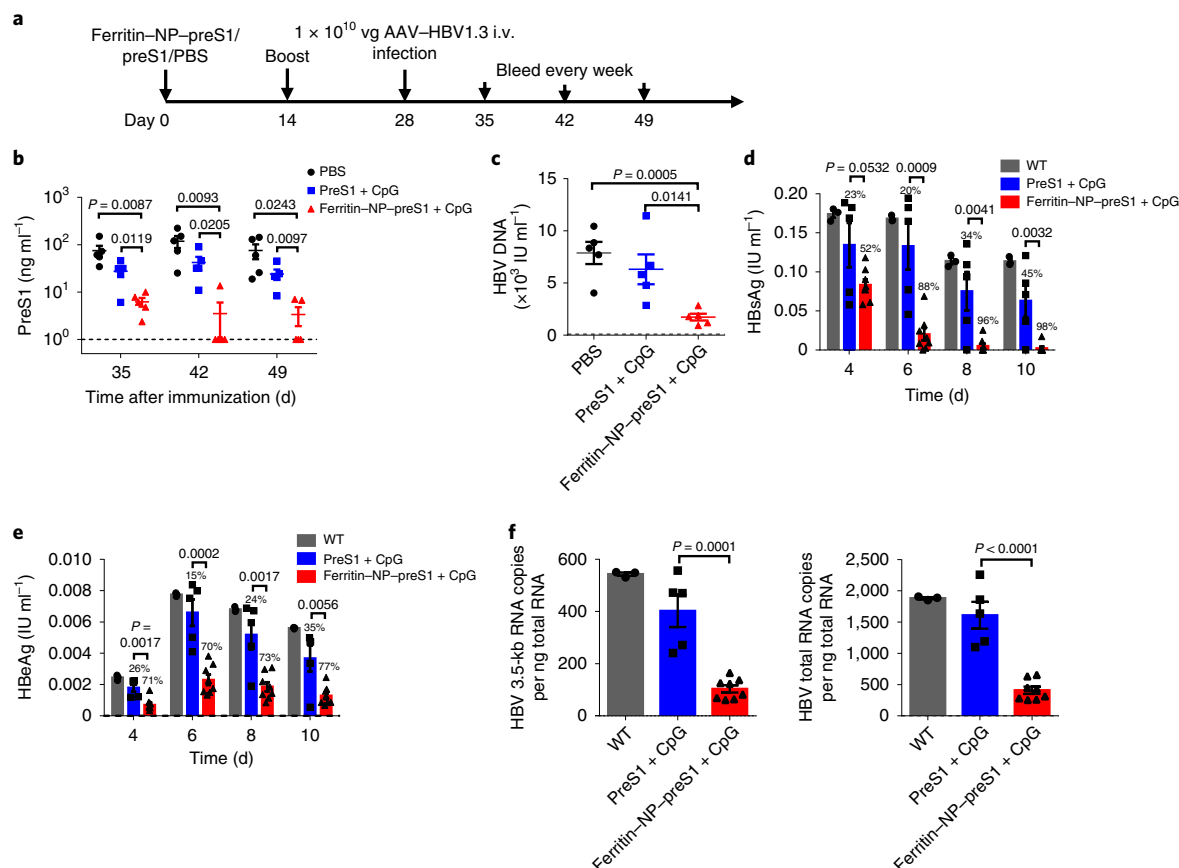 a
Ferritin–NP–preS1/
preS1/PBS
Boost
1 × 10¹⁰ vg AAV–HBV1.3 i.v.
infection
Bleed every week
Day 0
14
28
35
42
49
b
PreS1 (ng ml⁻¹)
10³
10²
10¹
10⁰
PBS
PreS1 + CpG
Ferritin–NP–preS1 + CpG
P = 0.0087
0.0119
0.0093
0.0205
0.0243
0.0097
35
42
49
Time after immunization (d)
c
HBV DNA
(×10³ IU ml⁻¹)
15
10
5
0
P = 0.0005
0.0141
PBS
PreS1 + CpG
Ferritin–NP–preS1 + CpG
d
HBsAg (IU ml⁻¹)
0.20
0.15
0.10
0.05
0
WT
PreS1 + CpG
Ferritin–NP–preS1 + CpG
P = 0.0532
0.0009
0.0041
0.0032
23%
52%
20%
88%
34%
96%
45%
98%
4
6
8
10
Time (d)
e
HBeAg (IU ml⁻¹)
0.010
0.008
0.006
0.004
0.002
0
WT
PreS1 + CpG
Ferritin–NP–preS1 + CpG
P =
0.0017
0.0002
0.0017
0.0056
26%
71%
15%
70%
24%
73%
35%
77%
4
6
8
10
Time (d)
f
HBV 3.5-kb RNA copies
per ng total RNA
600
400
200
0
P = 0.0001
WT
PreS1 + CpG
Ferritin–NP–preS1 + CpG
HBV total RNA copies
per ng total RNA
2,500
2,000
1,500
1,000
500
0
P < 0.0001
WT
PreS1 + CpG
Ferritin–NP–preS1 + CpG